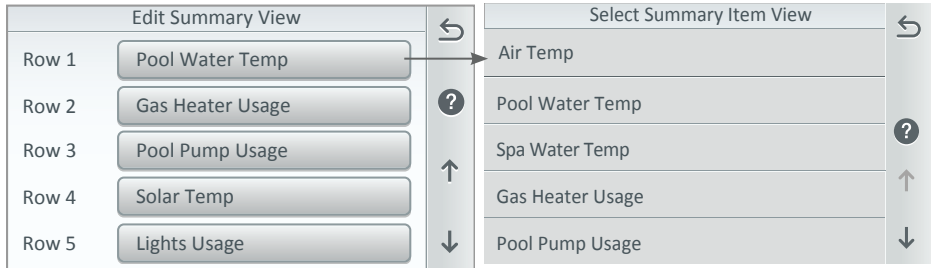 Edit Summary View
Row 1 Pool Water Temp
Row 2 Gas Heater Usage
?
Row 3 Pool Pump Usage
Row 4 Solar Temp
Row 5 Lights Usage
Select Summary Item View
Air Temp
Pool Water Temp
?
Spa Water Temp
Gas Heater Usage
Pool Pump Usage